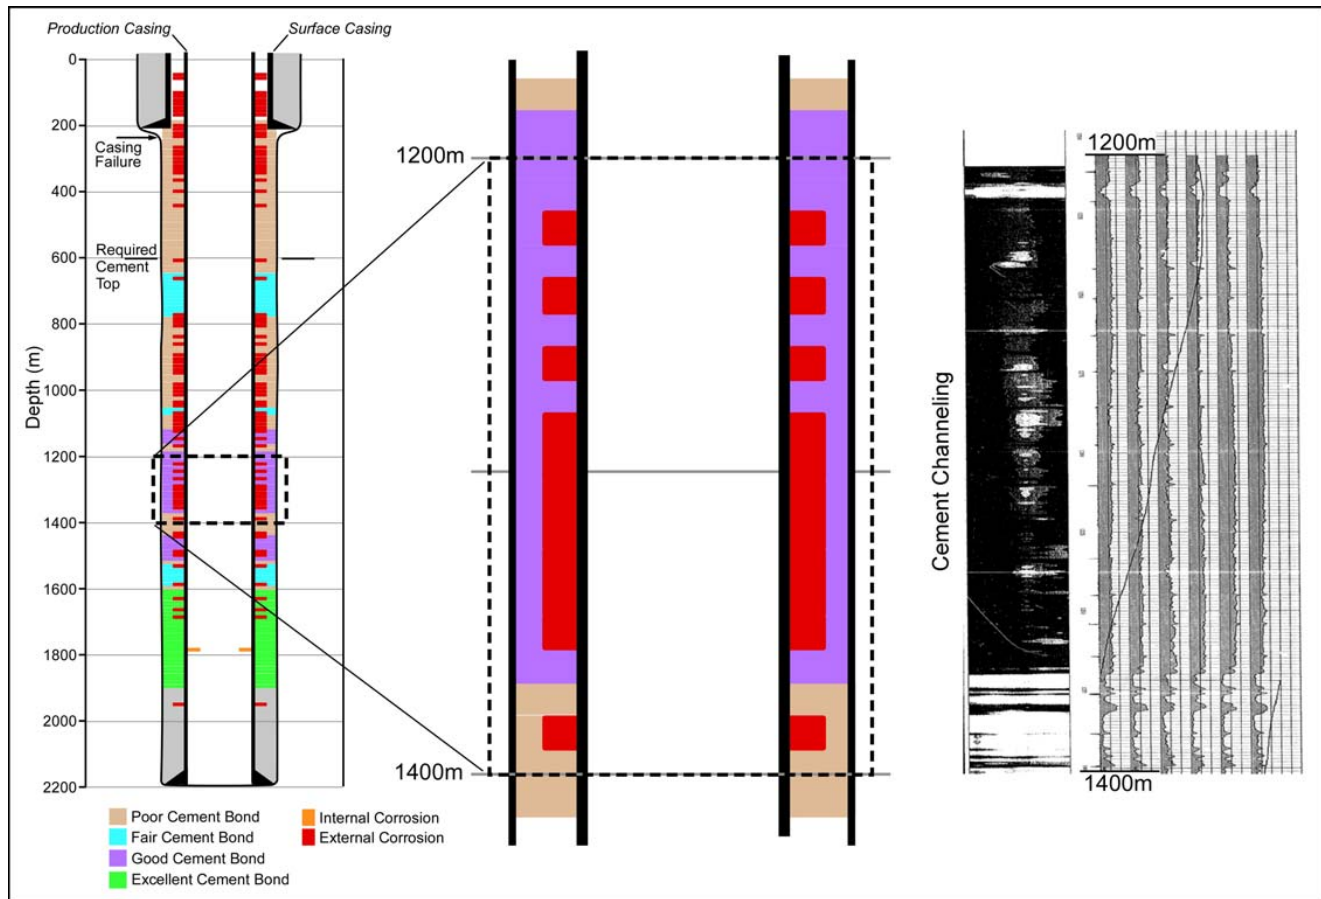 Production Casing
Surface Casing
0
200
400
600
800
1000
1200
1400
1600
1800
2000
2200
Depth (m)
Casing
Failure
Required
Cement
Top
1200m
1400m
Cement Channeling
1200m
1400m
Poor Cement Bond
Fair Cement Bond
Good Cement Bond
Excellent Cement Bond
Internal Corrosion
External Corrosion